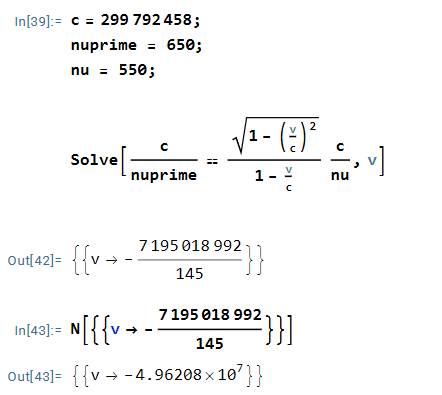 In[39]:= c = 299 792 458;
nuprime = 650;
nu = 550;
Solve[c/nuprime == √(1 - (v/c)^2)/(1 - v/c) c/nu, v]
Out[42]= {{v → - 7 195 018 992/145}}
In[43]:= N[{{v → - 7 195 018 992/145}}]
Out[43]= {{v → -4.96208 × 10^7}}